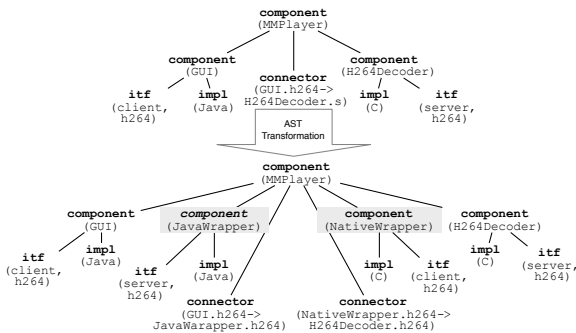 component
(MMPlayer)
component
(GUI)
component
(H264Decoder)
connector
(GUI.h264->
H264Decoder.s)
itf
(client,
h264)
impl
(Java)
impl
(C)
itf
(server,
h264)
AST
Transformation
component
(MMPlayer)
component
(GUI)
component
(JavaWrapper)
component
(NativeWrapper)
component
(H264Decoder)
itf
(client,
h264)
impl
(Java)
itf
(server,
h264)
impl
(Java)
impl
(C)
itf
(client,
h264)
impl
(C)
itf
(server,
h264)
connector
(GUI.h264->
JavaWarapper.h264)
connector
(NativeWrapper.h264->
H264Decoder.h264)